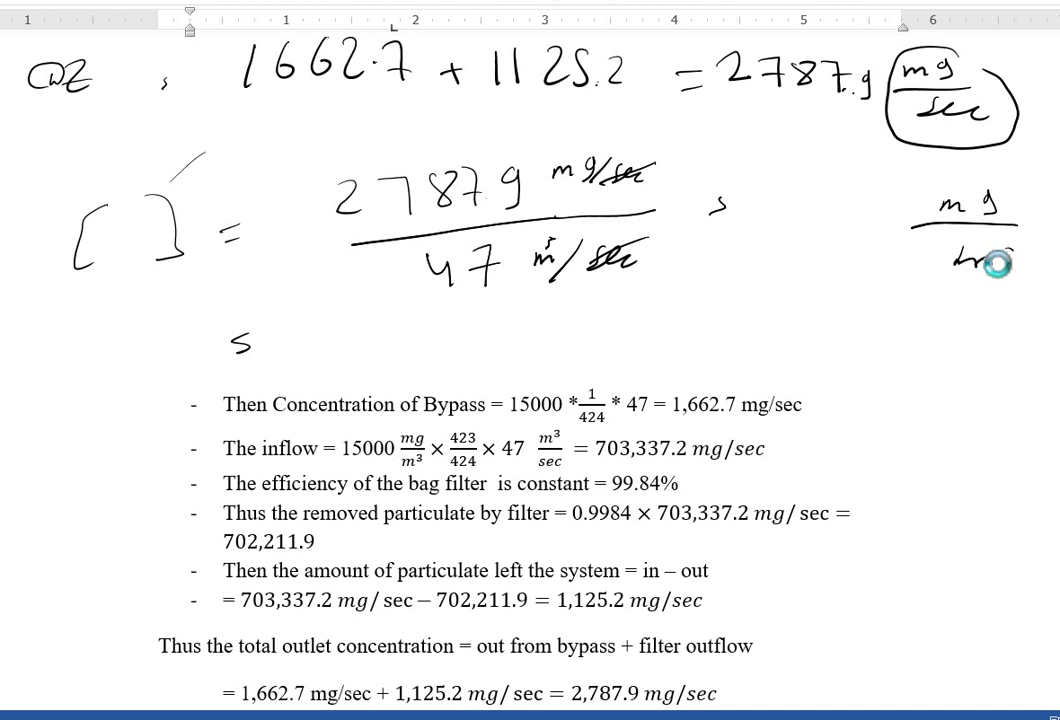 1 1 2 3 4 5 6
, 1662.7 + 1125.2 = 2787.9 mg/sec
[ ] = 2787.9 mg/sec / 47 m³/sec , mg
s
- Then Concentration of Bypass = 15000 * 1/424 * 47 = 1,662.7 mg/sec
- The inflow = 15000 mg/m³ × 423/424 × 47 m³/sec = 703,337.2 mg/sec
- The efficiency of the bag filter is constant = 99.84%
- Thus the removed particulate by filter = 0.9984 × 703,337.2 mg/ sec =
702,211.9
- Then the amount of particulate left the system = in – out
- = 703,337.2 mg/ sec – 702,211.9 = 1,125.2 mg/sec
Thus the total outlet concentration = out from bypass + filter outflow
= 1,662.7 mg/sec + 1,125.2 mg/ sec = 2,787.9 mg/sec